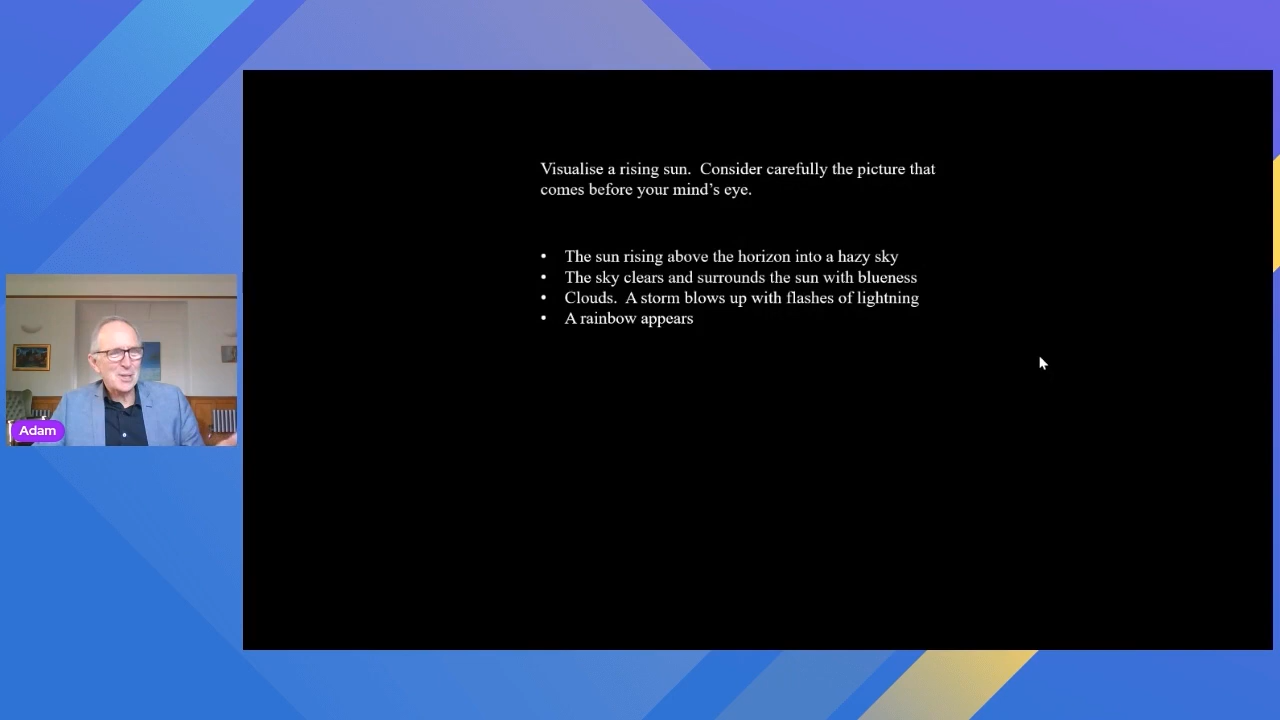 Visualise a rising sun.  Consider carefully the picture that
comes before your mind’s eye.
• The sun rising above the horizon into a hazy sky
• The sky clears and surrounds the sun with blueness
• Clouds.  A storm blows up with flashes of lightning
• A rainbow appears
Adam